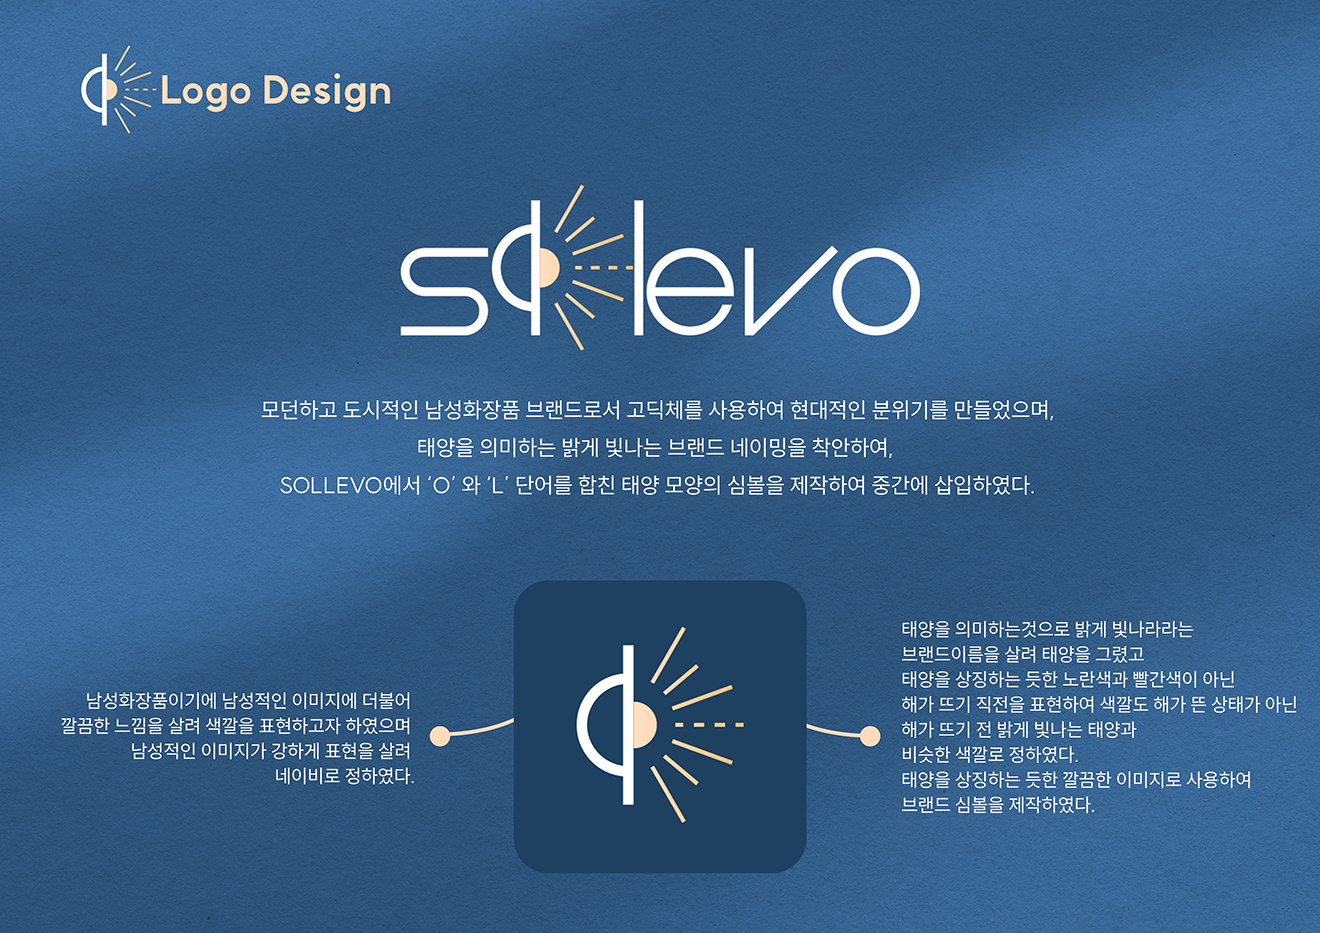 Logo Design
sollevo
모던하고 도시적인 남성화장품 브랜드로서 고딕체를 사용하여 현대적인 분위기를 만들었으며,
태양을 의미하는 밝게 빛나는 브랜드 네이밍을 착안하여,
SOLLEVO에서 ‘O’ 와 ‘L’ 단어를 합친 태양 모양의 심볼을 제작하여 중간에 삽입하였다.
남성화장품이기에 남성적인 이미지에 더불어
깔끔한 느낌을 살려 색깔을 표현하고자 하였으며
남성적인 이미지가 강하게 표현을 살려
네이비로 정하였다.
태양을 의미하는것으로 밝게 빛나라라는
브랜드이름을 살려 태양을 그렸고
태양을 상징하는 듯한 노란색과 빨간색이 아닌
해가 뜨기 직전을 표현하여 색깔도 해가 뜬 상태가 아닌
해가 뜨기 전 밝게 빛나는 태양과
비슷한 색깔로 정하였다.
태양을 상징하는 듯한 깔끔한 이미지로 사용하여
브랜드 심볼을 제작하였다.